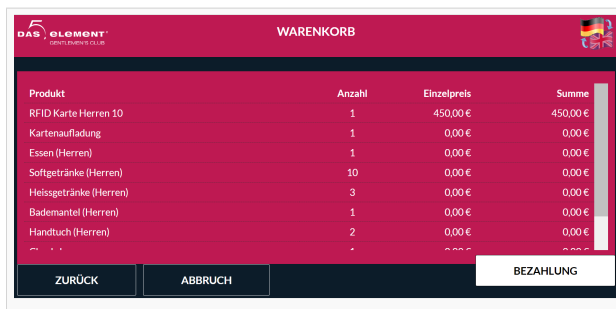 DAS 5 ELEMENT
GENTLEMEN'S CLUB
WARENKORB
Produkt Anzahl Einzelpreis Summe
RFID Karte Herren 10 1 450,00 € 450,00 €
Kartenaufladung 1 0,00 € 0,00 €
Essen (Herren) 1 0,00 € 0,00 €
Softgetränke (Herren) 10 0,00 € 0,00 €
Heissgetränke (Herren) 3 0,00 € 0,00 €
Bademantel (Herren) 1 0,00 € 0,00 €
Handtuch (Herren) 2 0,00 € 0,00 €
ZURÜCK ABBRUCH BEZAHLUNG